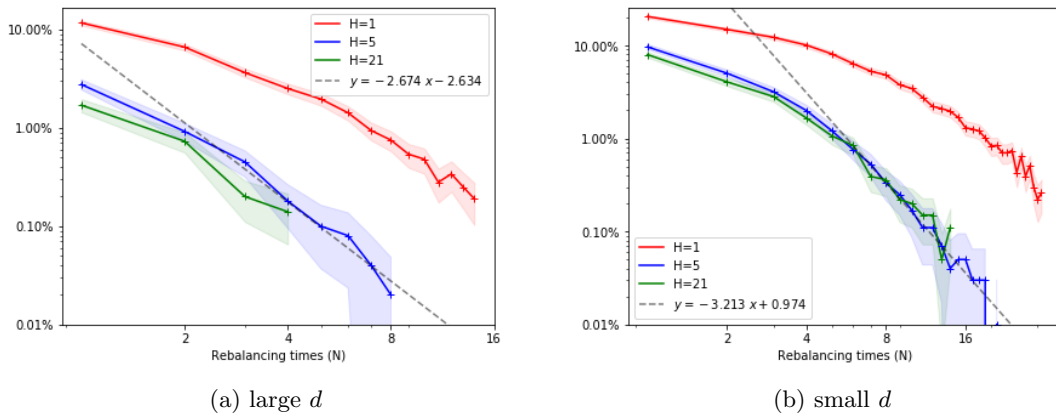 10.00%
1.00%
0.10%
0.01%
H=1
H=5
H=21
y = −2.674 x − 2.634
2
4
8
16
Rebalancing times (N)
(a) large d
10.00%
1.00%
0.10%
0.01%
H=1
H=5
H=21
y = −3.213 x + 0.974
2
4
8
16
Rebalancing times (N)
(b) small d